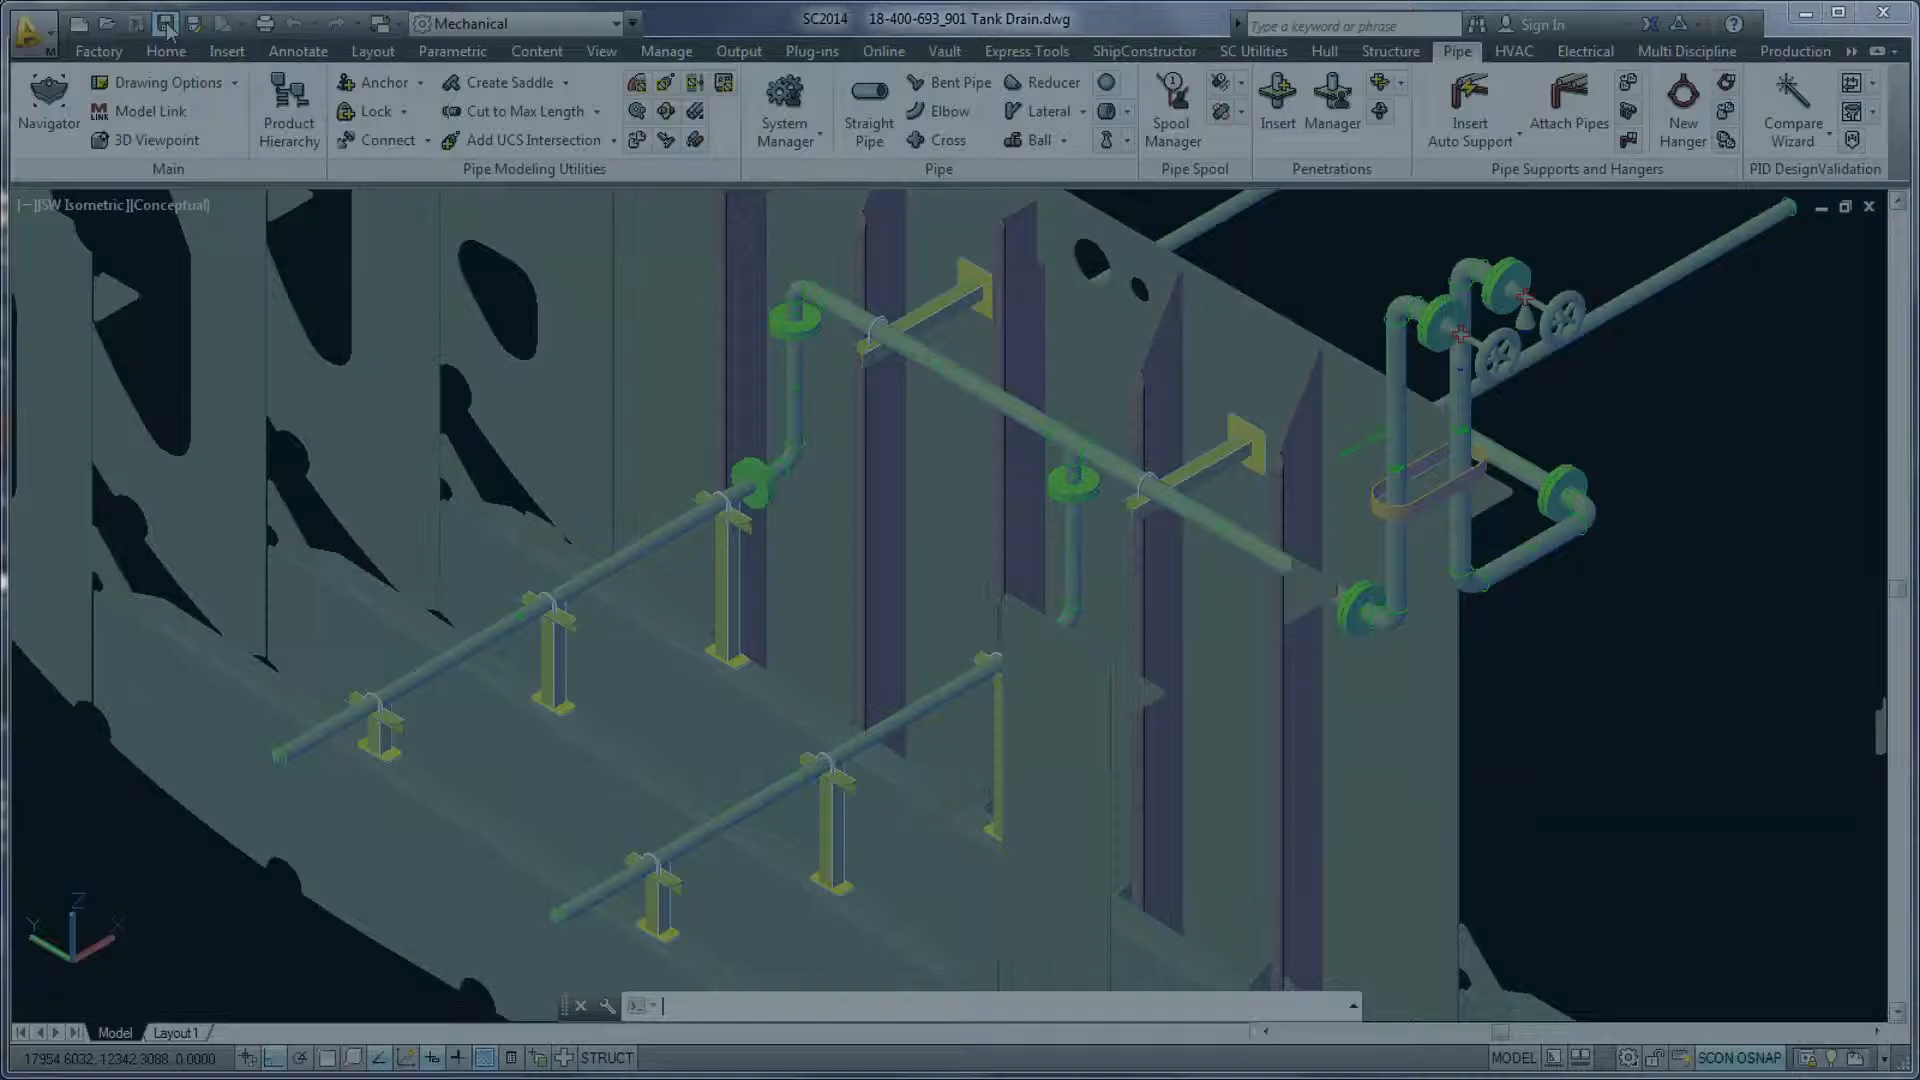 Mechanical
SC2014 18-400-693_901 Tank Drain.dwg
Type a keyword or phrase
Sign In
M
Factory Home Insert Annotate Layout Parametric Content View Manage Output Plug-ins Online Vault Express Tools ShipConstructor SC Utilities Hull Structure Pipe HVAC Electrical Multi Discipline Production
Navigator
Drawing Options
M LINK Model Link
3D Viewpoint
Product Hierarchy
Anchor
Lock
Connect
Create Saddle
Cut to Max Length
Add UCS Intersection
System Manager
Straight Pipe
Bent Pipe
Elbow
Cross
Reducer
Lateral
Ball
Spool Manager
Insert
Manager
Insert Auto Support
Attach Pipes
New Hanger
Compare Wizard
Main Pipe Modeling Utilities Pipe Pipe Spool Penetrations Pipe Supports and Hangers PID DesignValidation
[−][SW Isometric][Conceptual]
Z
Y X
Model Layout1
17954.6032, 12342.3088, 0.0000
STRUCT
MODEL
SCON OSNAP